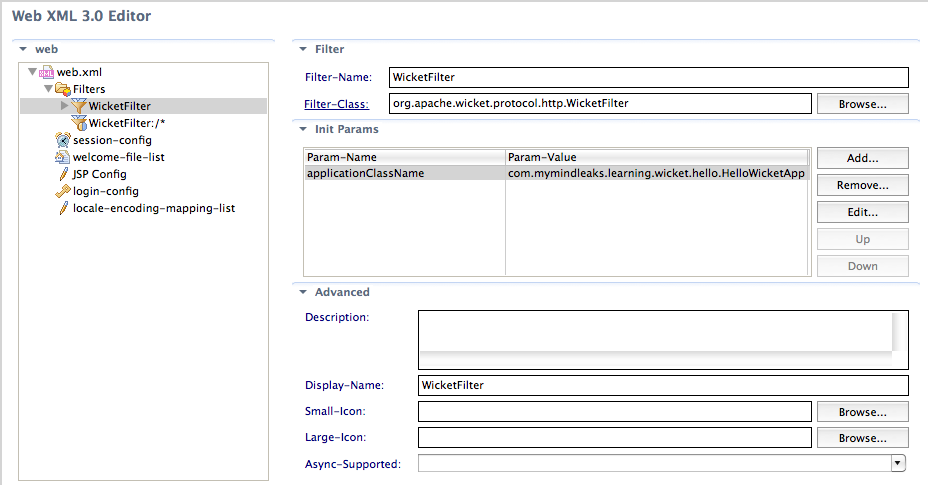 Web XML 3.0 Editor
web
web.xml
Filters
WicketFilter
WicketFilter:/*
session-config
welcome-file-list
JSP Config
login-config
locale-encoding-mapping-list
Filter
Filter-Name: WicketFilter
Filter-Class: org.apache.wicket.protocol.http.WicketFilter Browse...
Init Params
Param-Name Param-Value
applicationClassName com.mymindleaks.learning.wicket.hello.HelloWicketApp
Add...
Remove...
Edit...
Up
Down
Advanced
Description:
Display-Name: WicketFilter
Small-Icon: Browse...
Large-Icon: Browse...
Async-Supported: